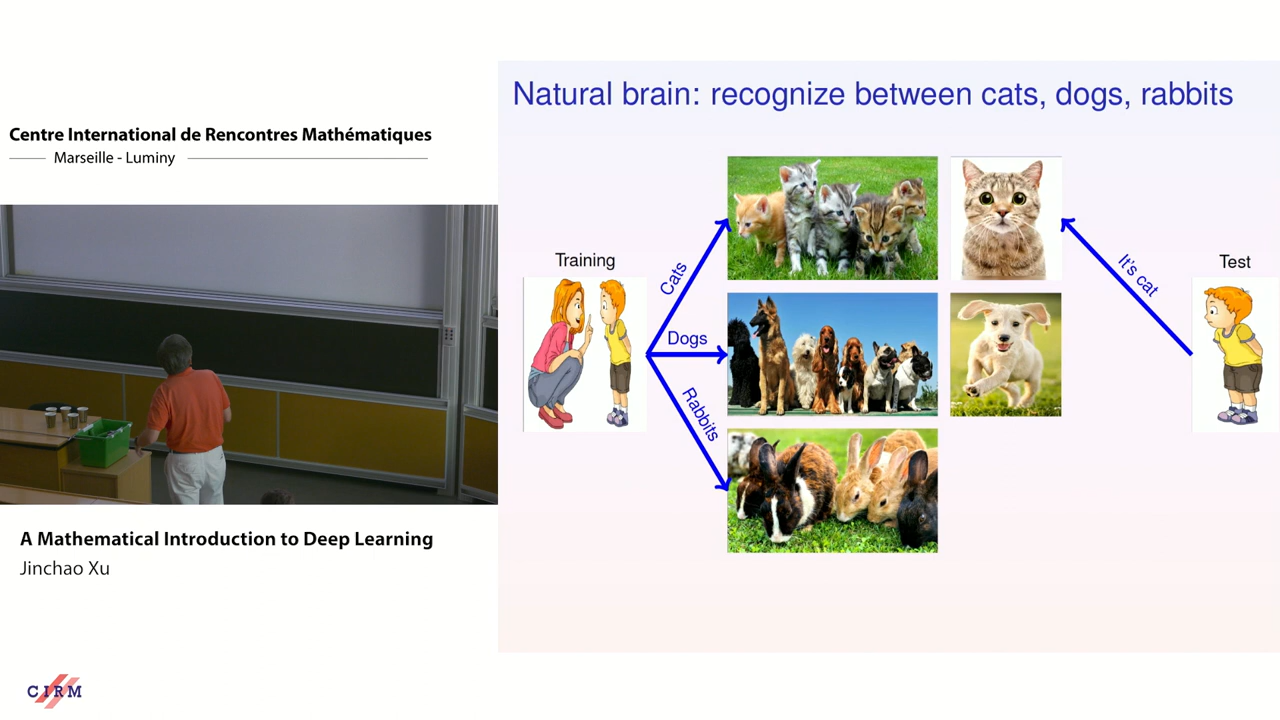 Centre International de Rencontres Mathématiques
Marseille - Luminy
A Mathematical Introduction to Deep Learning
Jinchao Xu
CIRM
Natural brain: recognize between cats, dogs, rabbits
Training
Cats
Dogs
Rabbits
It's cat
Test